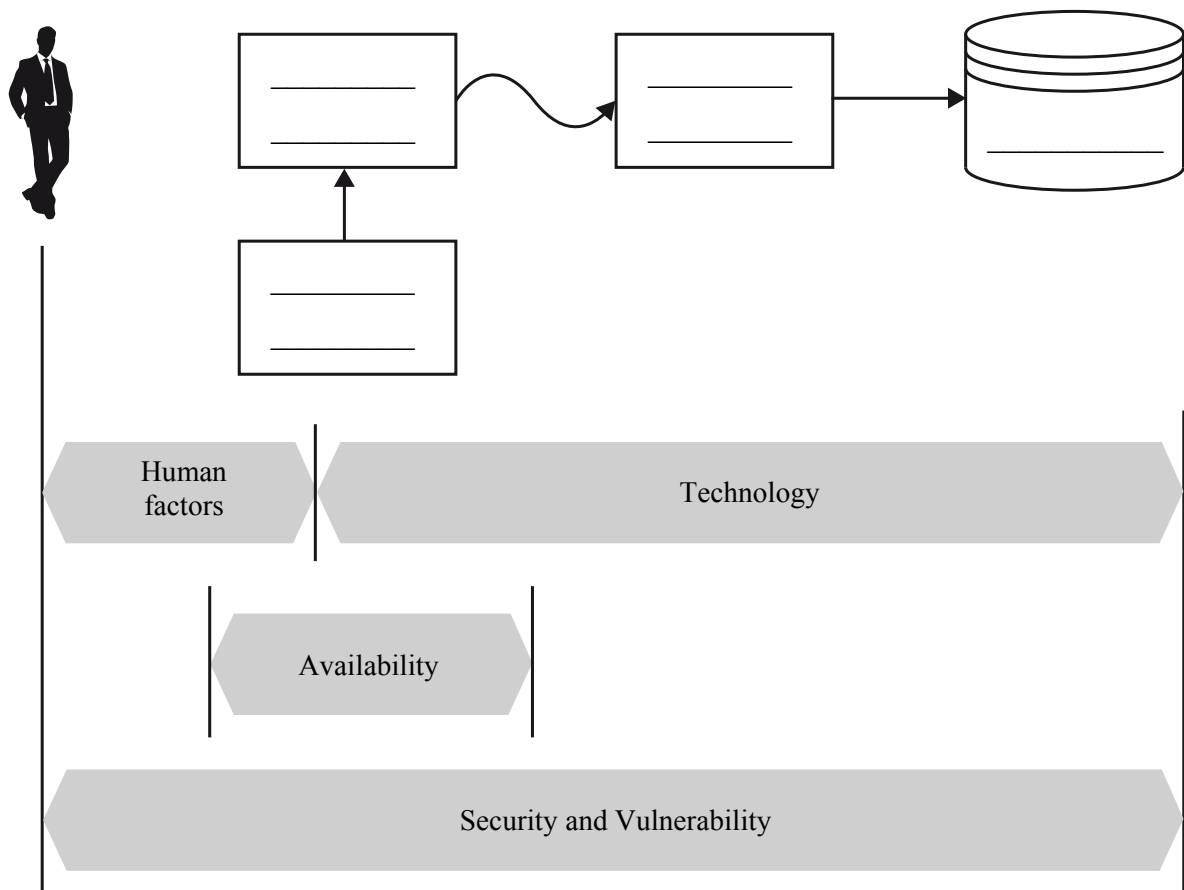 Human
factors
Technology
Availability
Security and Vulnerability